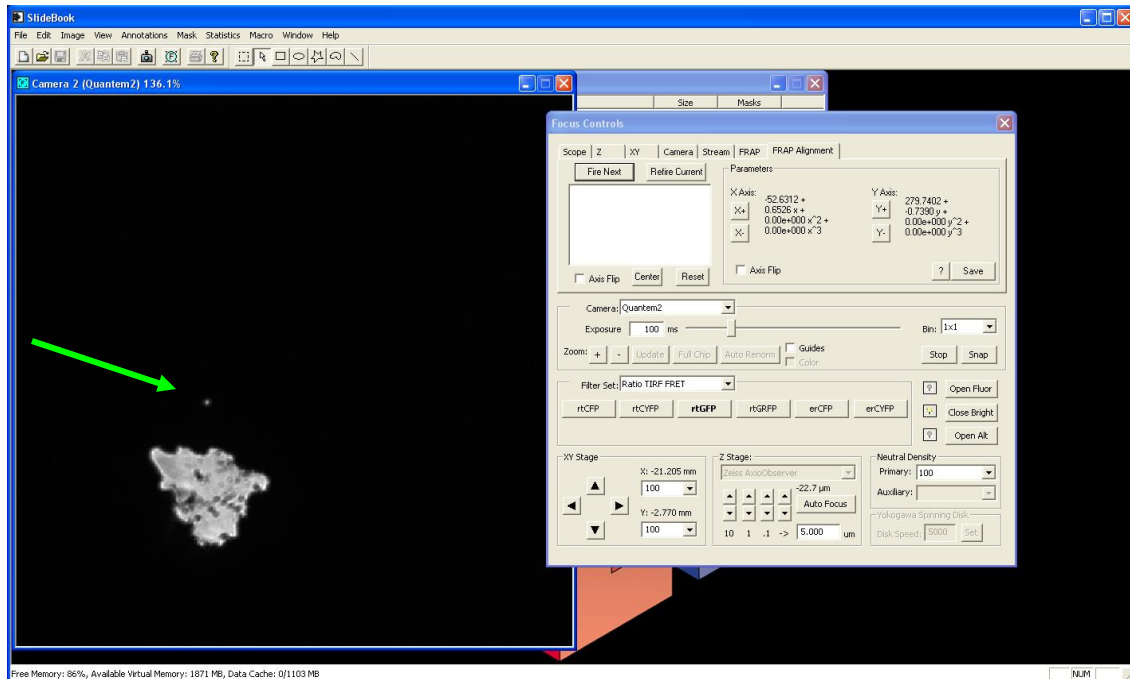 SlideBook
File Edit Image View Annotations Mask Statistics Macro Window Help
Camera 2 (Quantem2) 136.1%
Size Masks
Focus Controls
Scope Z XY Camera Stream FRAP FRAP Alignment
Fire Next Refire Current
Parameters
X Axis:
X+
X-
-52.6312 +
0.6526 x +
0.00e+000 x^2 +
0.00e+000 x^3
Y Axis:
Y+
Y-
279.7402 +
-0.7390 y +
0.00e+000 y^2 +
0.00e+000 y^3
Axis Flip Center Reset
Axis Flip
? Save
Camera: Quantem2
Exposure 100 ms
Bin: 1x1
Zoom: + - Update Full Chip Auto Renorm
Guides
Color
Stop Snap
Filter Set: Ratio TIRF FRET
rtCFP rtCYFP rtGFP rtGRFP erCFP erCYFP
Open Fluor
Close Bright
Open Alt
XY Stage
X: -21.205 mm
100
Y: -2.770 mm
100
Z Stage:
Zeiss AxioObserver
-22.7 µm
Auto Focus
10 1 .1 -> 5.000 um
Neutral Density
Primary: 100
Auxiliary:
Yokogawa Spinning Disk
Disk Speed: 5000 Set
Free Memory: 86%, Available Virtual Memory: 1871 MB, Data Cache: 0/1103 MB
NUM